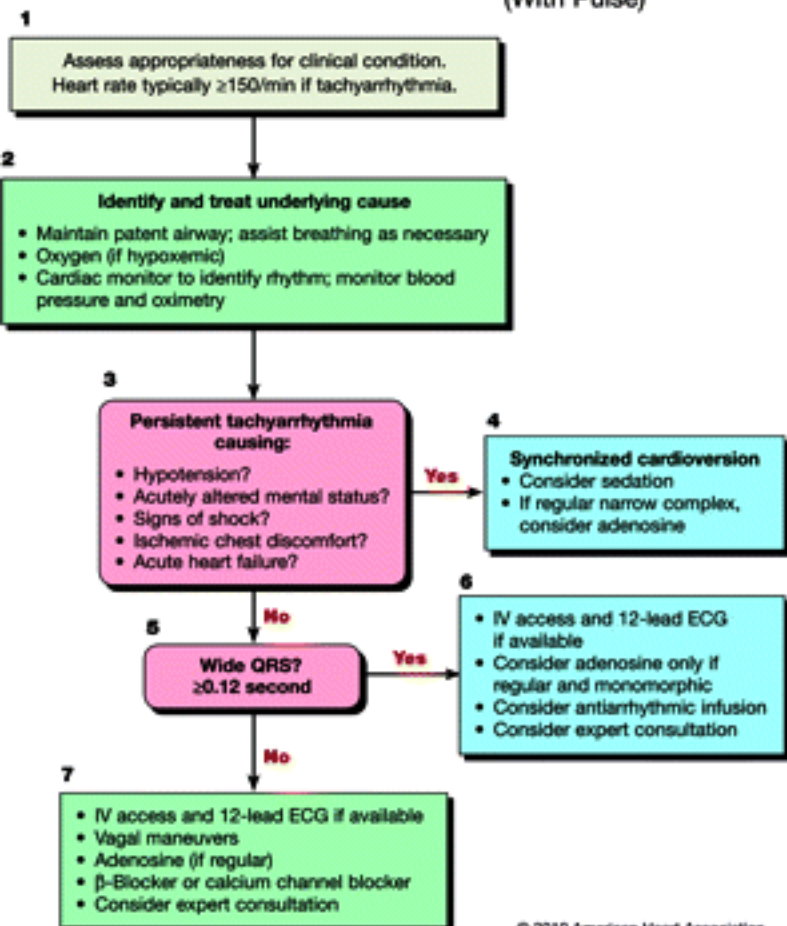 (With Pulse)
1
Assess appropriateness for clinical condition.
Heart rate typically ≥150/min if tachyarrhythmia.
2
Identify and treat underlying cause
• Maintain patent airway; assist breathing as necessary
• Oxygen (if hypoxemic)
• Cardiac monitor to identify rhythm; monitor blood
pressure and oximetry
3
Persistent tachyarrhythmia
causing:
• Hypotension?
• Acutely altered mental status?
• Signs of shock?
• Ischemic chest discomfort?
• Acute heart failure?
Yes
4
Synchronized cardioversion
• Consider sedation
• If regular narrow complex,
consider adenosine
No
5
Wide QRS?
≥0.12 second
Yes
6
• IV access and 12-lead ECG
if available
• Consider adenosine only if
regular and monomorphic
• Consider antiarrhythmic infusion
• Consider expert consultation
No
7
• IV access and 12-lead ECG if available
• Vagal maneuvers
• Adenosine (if regular)
• β-Blocker or calcium channel blocker
• Consider expert consultation
© 2010 American Heart Association